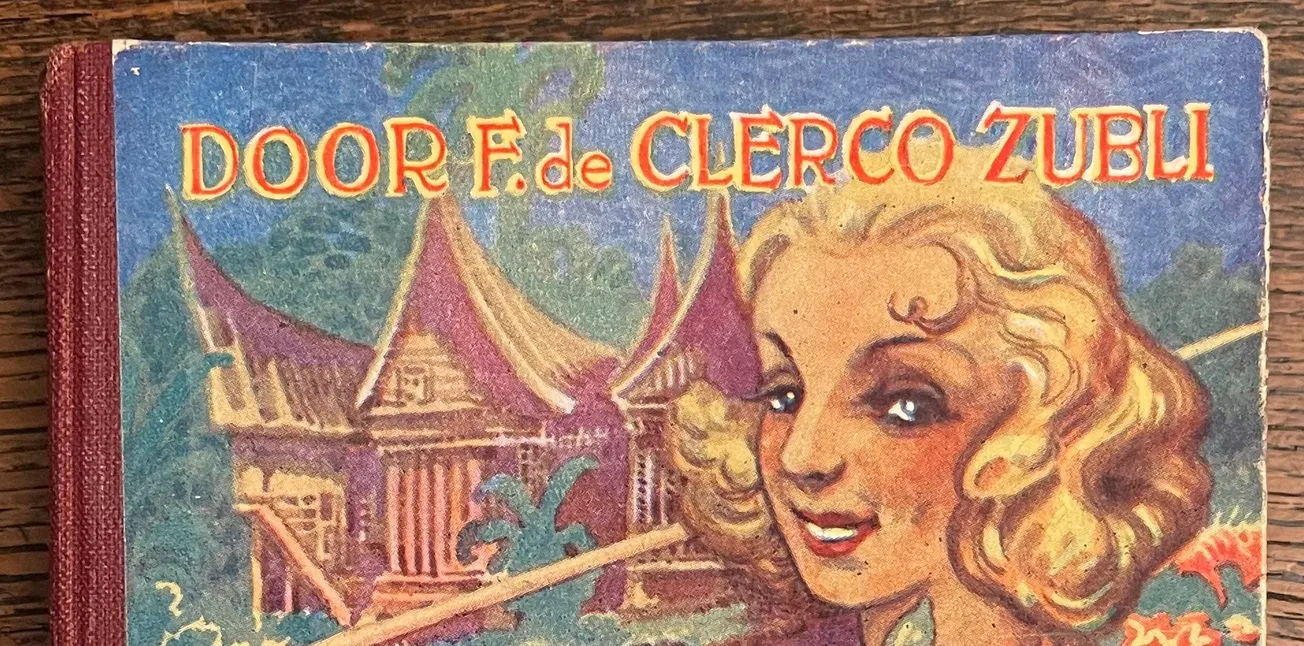 DOOR F. de CLERCQ ZUBLI